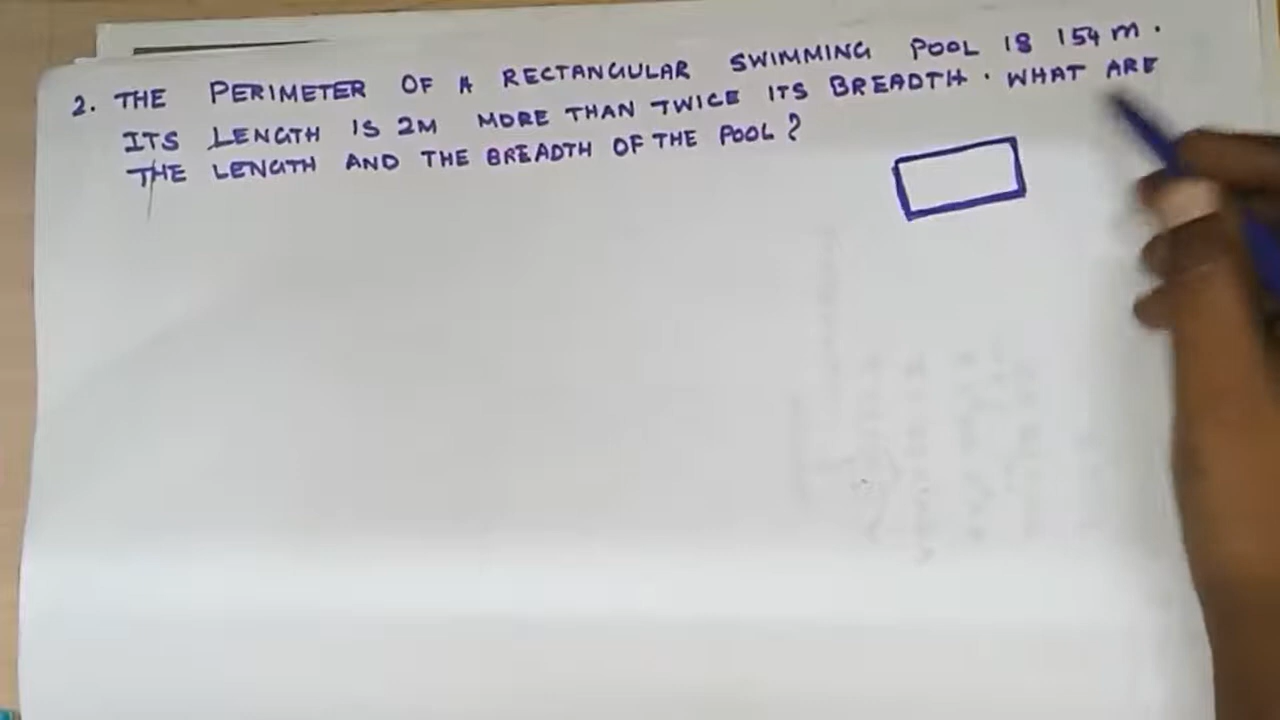 2. THE PERIMETER OF A RECTANGULAR SWIMMING POOL IS 154 m.
ITS LENGTH IS 2M MORE THAN TWICE ITS BREADTH. WHAT ARE
THE LENGTH AND THE BREADTH OF THE POOL?